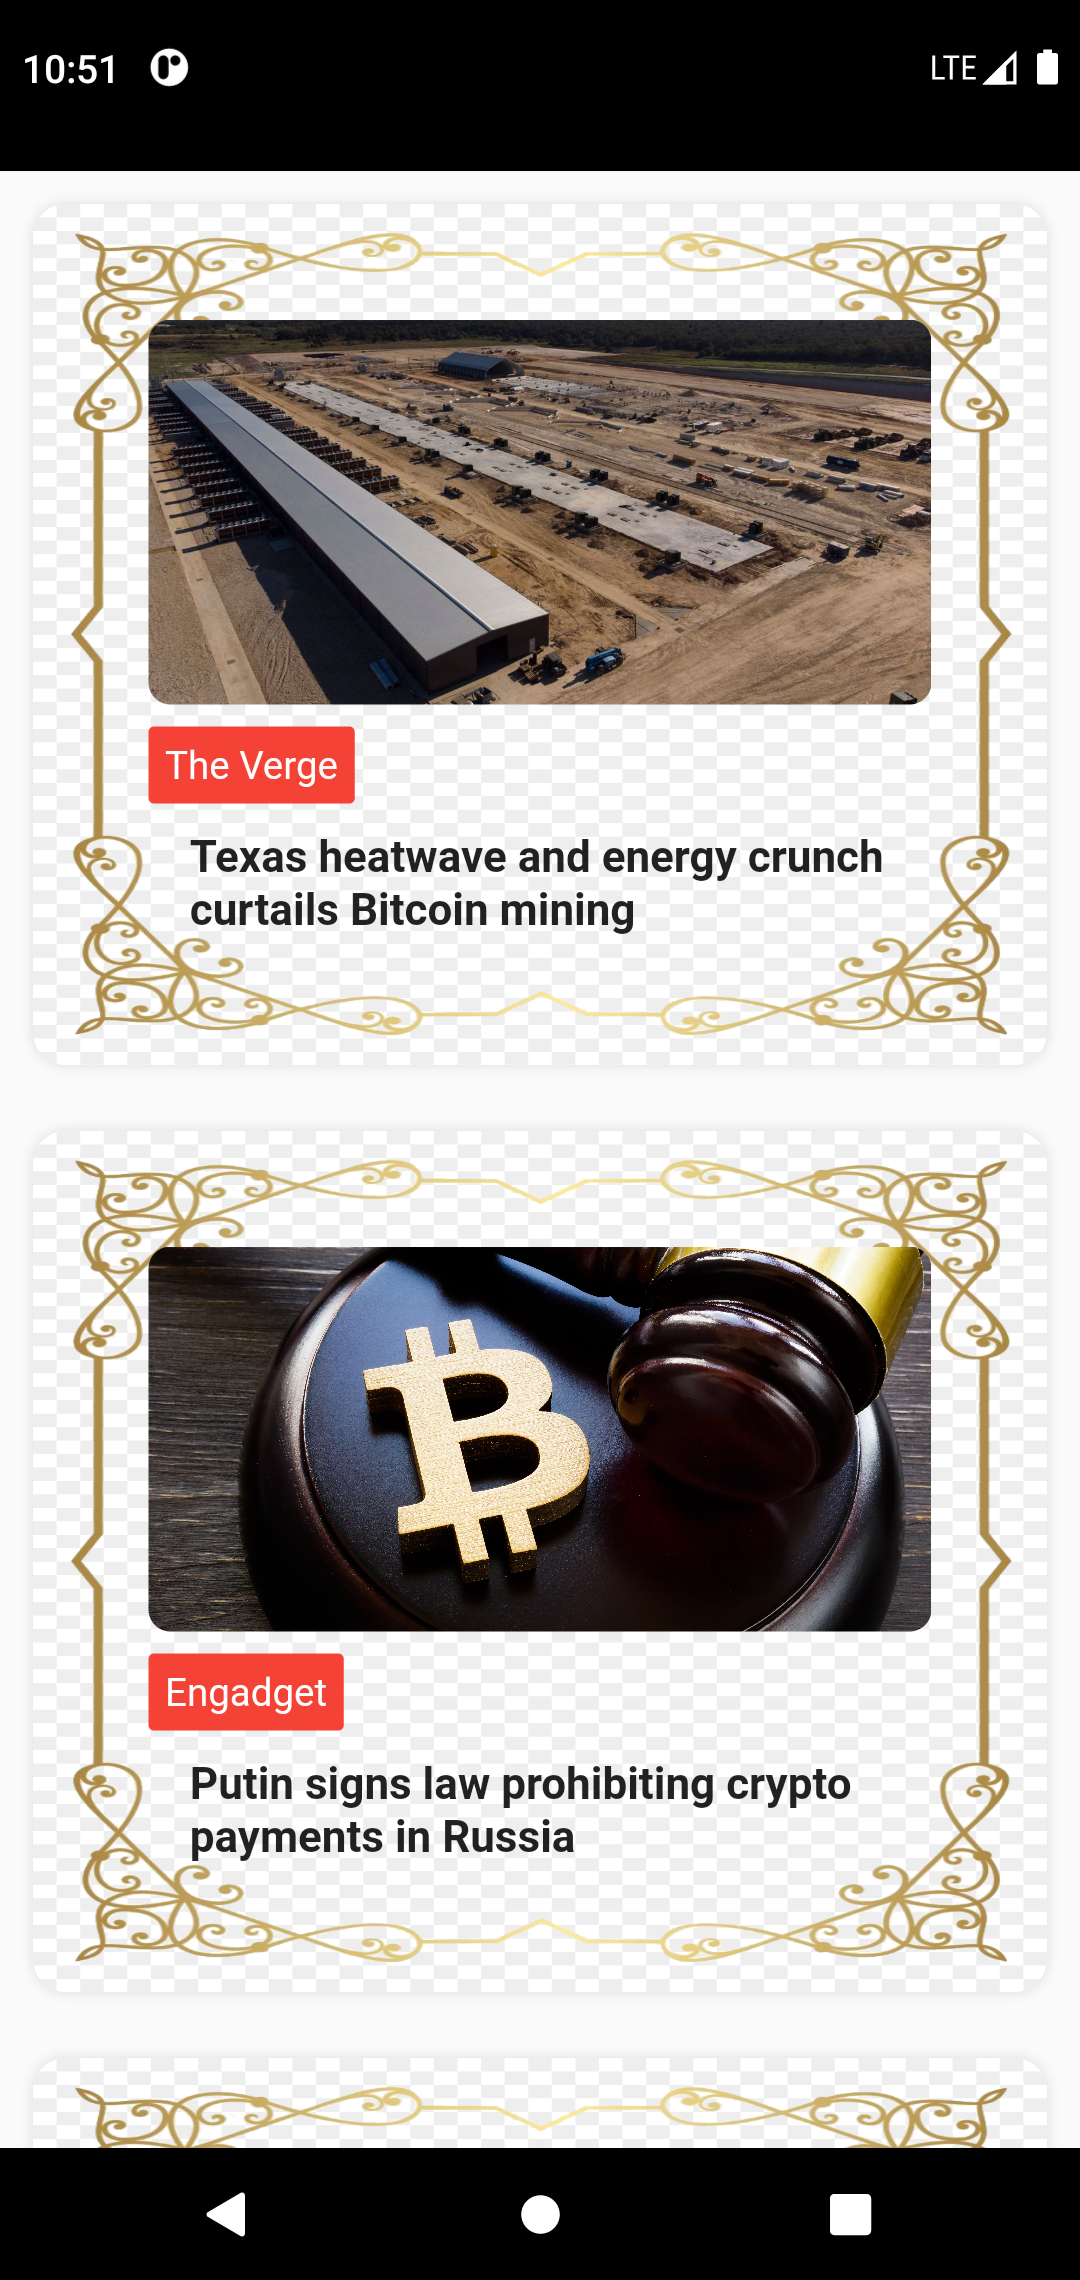 10:51
LTE
The Verge
Texas heatwave and energy crunch
curtails Bitcoin mining
Engadget
Putin signs law prohibiting crypto
payments in Russia